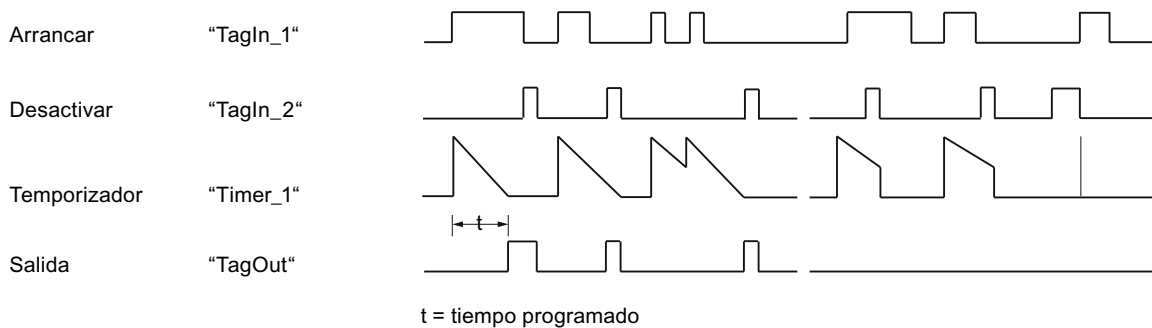 Arrancar “TagIn_1“
Desactivar “TagIn_2“
Temporizador “Timer_1“
t
Salida “TagOut“
t = tiempo programado